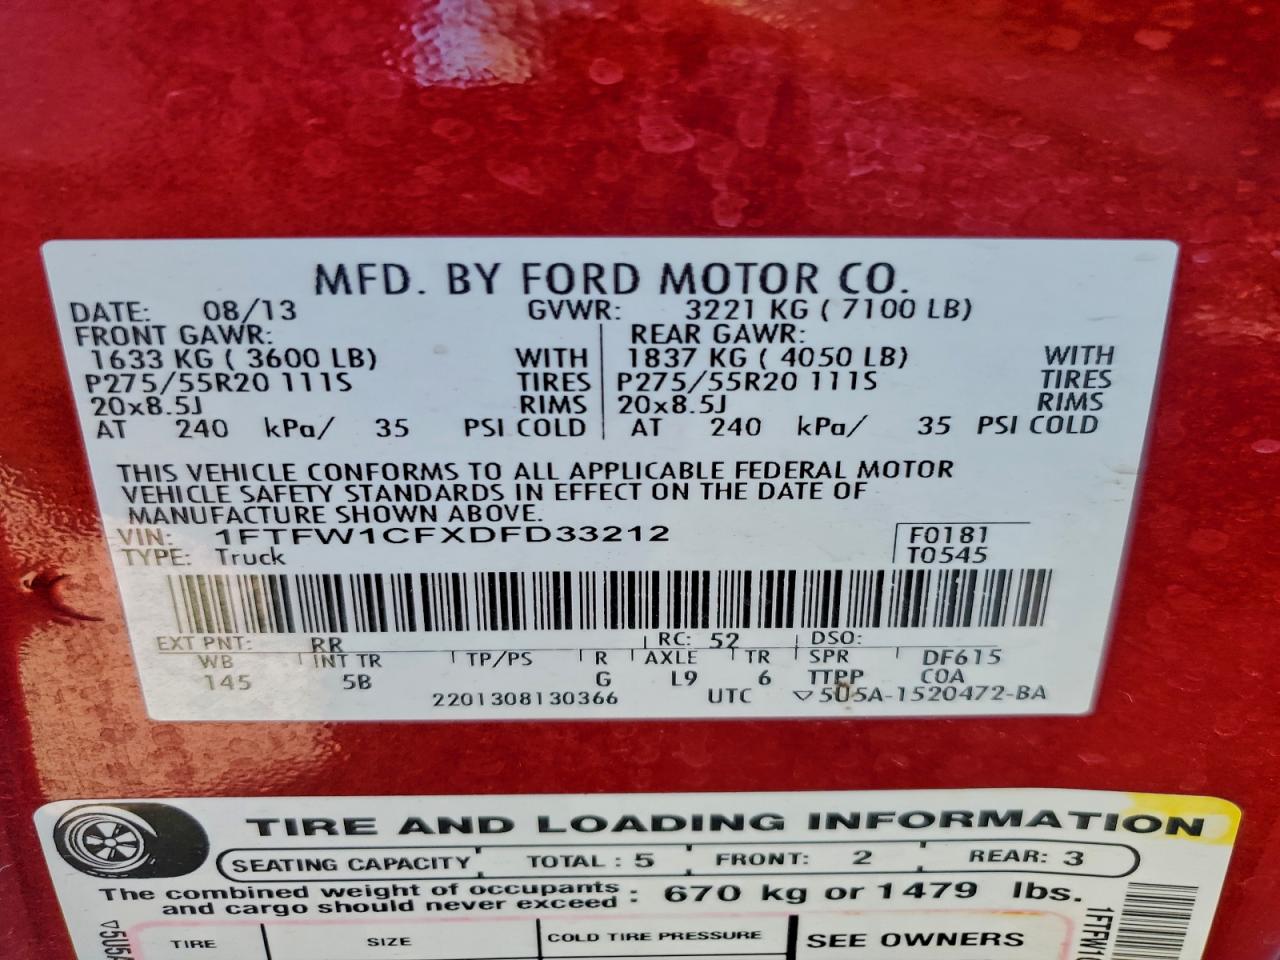 MFD. BY FORD MOTOR CO.
DATE: 08/13 GVWR: 3221 KG ( 7100 LB)
FRONT GAWR: REAR GAWR:
1633 KG ( 3600 LB) WITH 1837 KG ( 4050 LB) WITH
P275/55R20 111S TIRES P275/55R20 111S TIRES
20x8.5J RIMS 20x8.5J RIMS
AT 240 kPa/ 35 PSI COLD AT 240 kPa/ 35 PSI COLD
THIS VEHICLE CONFORMS TO ALL APPLICABLE FEDERAL MOTOR
VEHICLE SAFETY STANDARDS IN EFFECT ON THE DATE OF
MANUFACTURE SHOWN ABOVE.
VIN: 1FTFW1CFXDFD33212 F0181
TYPE: Truck T0545
EXT PNT: RR RC: 52 DSO:
WB INT TR TP/PS R AXLE TR SPR DF615
145 5B G L9 6 TTPP COA
2201308130366 UTC ▽5U5A-1520472-BA
TIRE AND LOADING INFORMATION
SEATING CAPACITY TOTAL : 5 FRONT: 2 REAR: 3
The combined weight of occupants : 670 kg or 1479 lbs.
and cargo should never exceed
TIRE SIZE COLD TIRE PRESSURE SEE OWNERS
▽5U5A
1FTFW1C